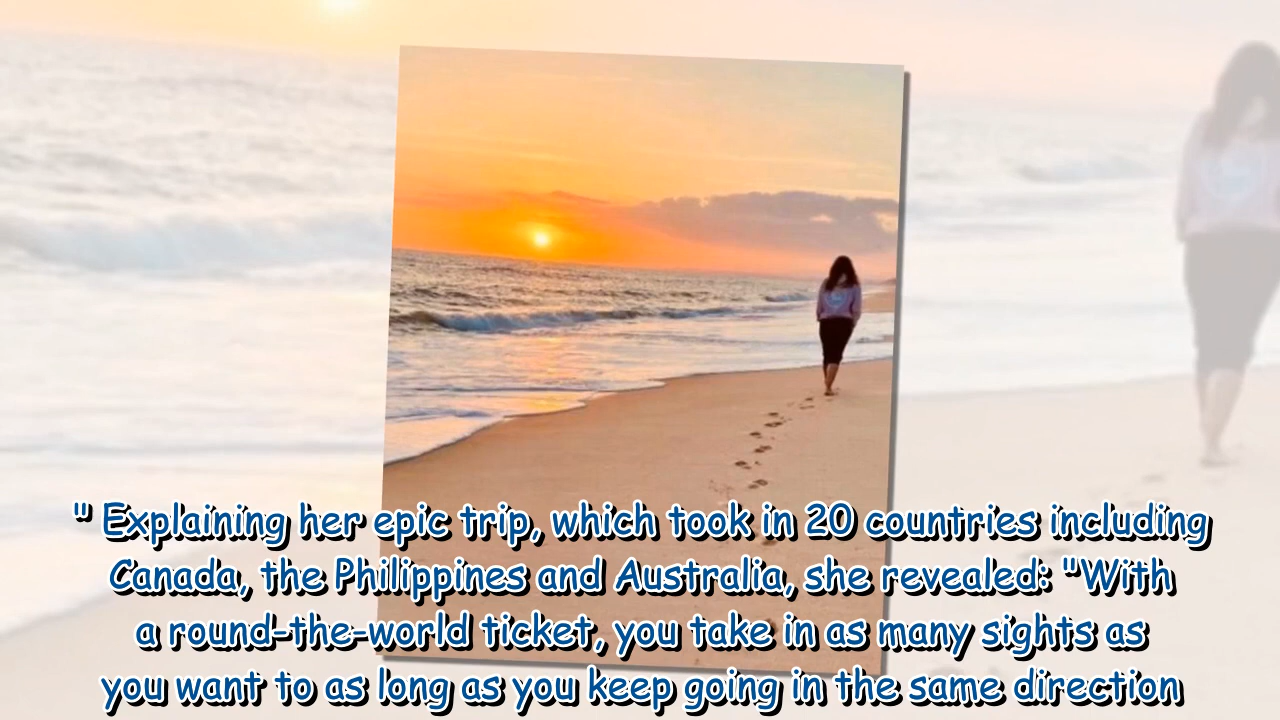 " Explaining her epic trip, which took in 20 countries including
Canada, the Philippines and Australia, she revealed: "With
a round-the-world ticket, you take in as many sights as
you want to as long as you keep going in the same direction